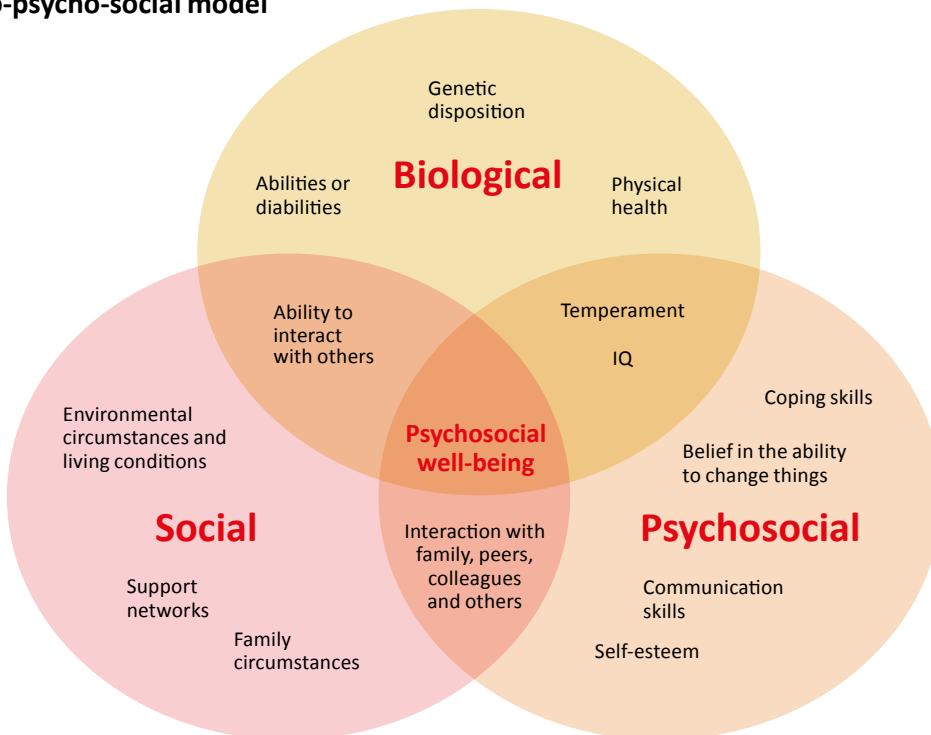 -psycho-social model
Genetic
disposition
Biological
Abilities or
diabilities
Physical
health
Ability to
interact
with others
Temperament
IQ
Environmental
circumstances and
living conditions
Coping skills
Psychosocial
well-being
Belief in the ability
to change things
Social
Interaction with
family, peers,
colleagues
and others
Psychosocial
Support
networks
Communication
skills
Family
circumstances
Self-esteem